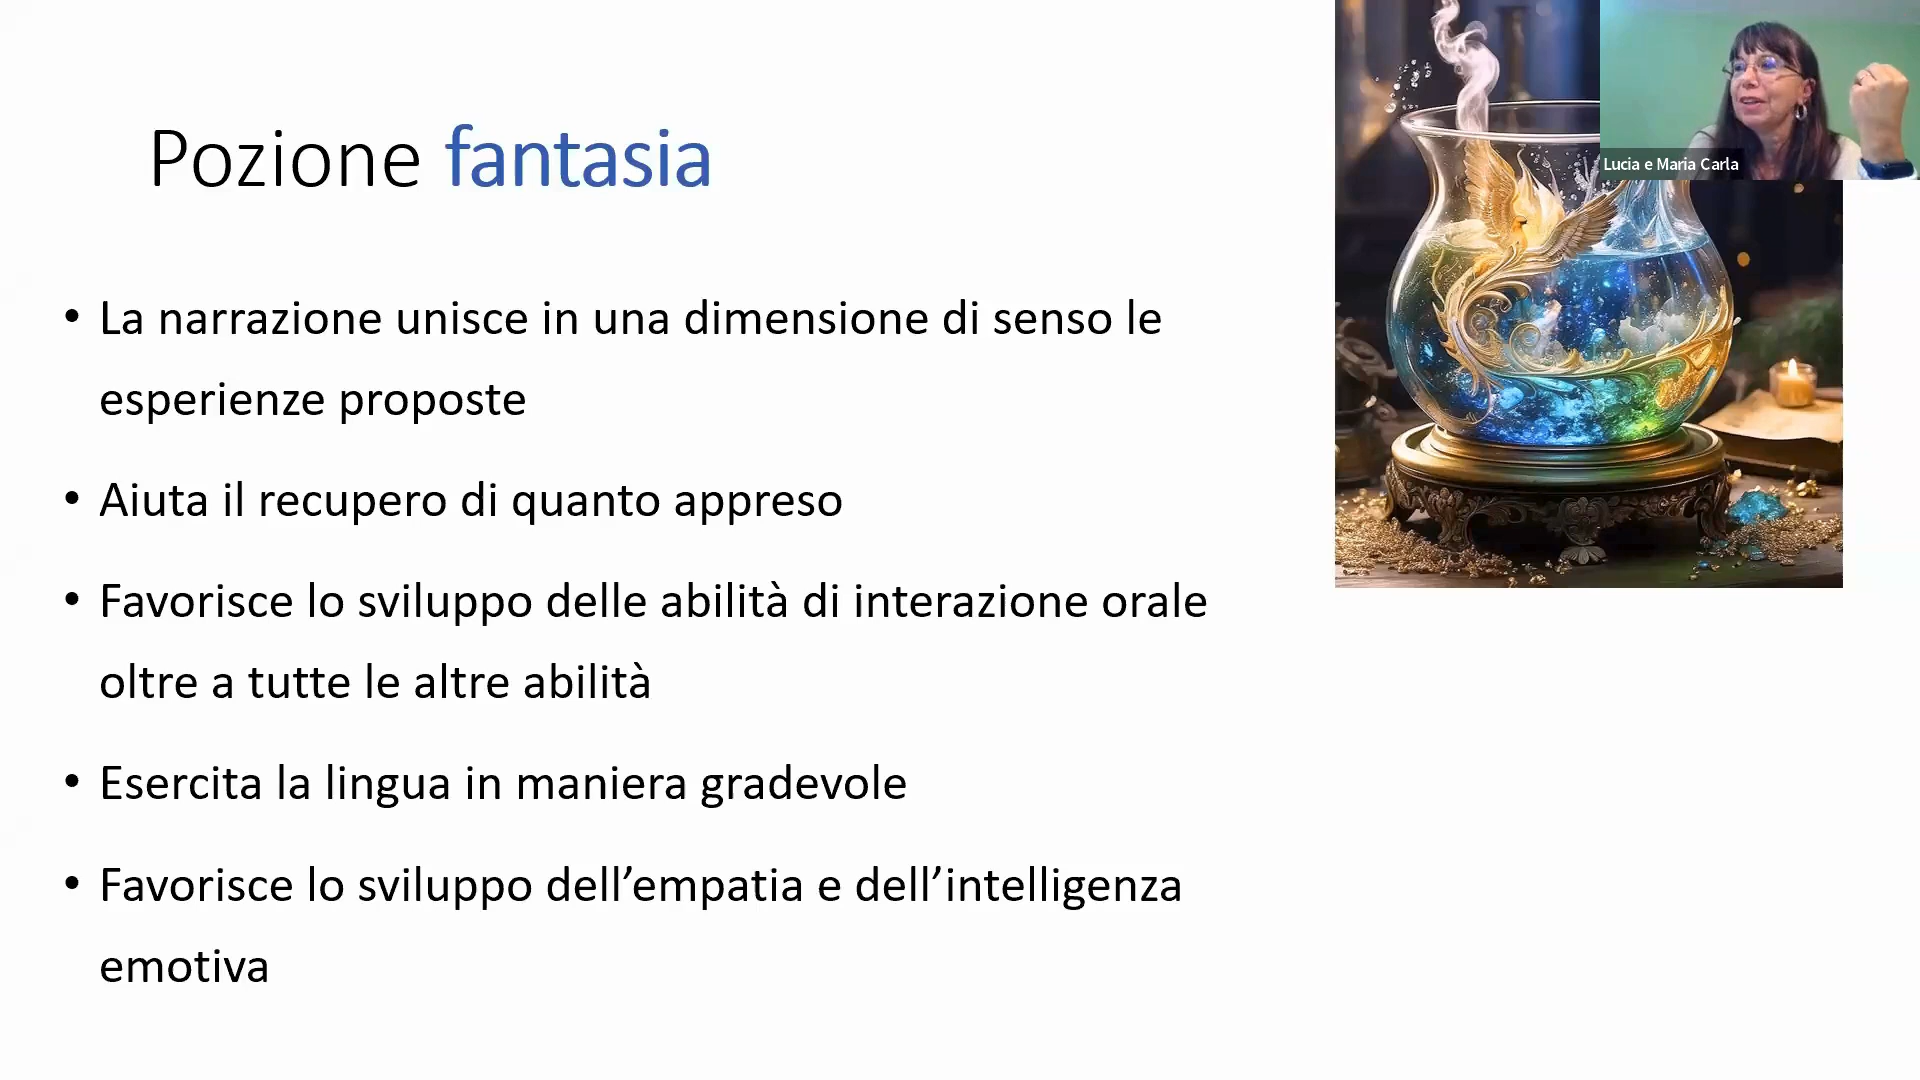 Pozione fantasia
Lucia e Maria Carla
• La narrazione unisce in una dimensione di senso le
esperienze proposte
• Aiuta il recupero di quanto appreso
• Favorisce lo sviluppo delle abilità di interazione orale
oltre a tutte le altre abilità
• Esercita la lingua in maniera gradevole
• Favorisce lo sviluppo dell’empatia e dell’intelligenza
emotiva